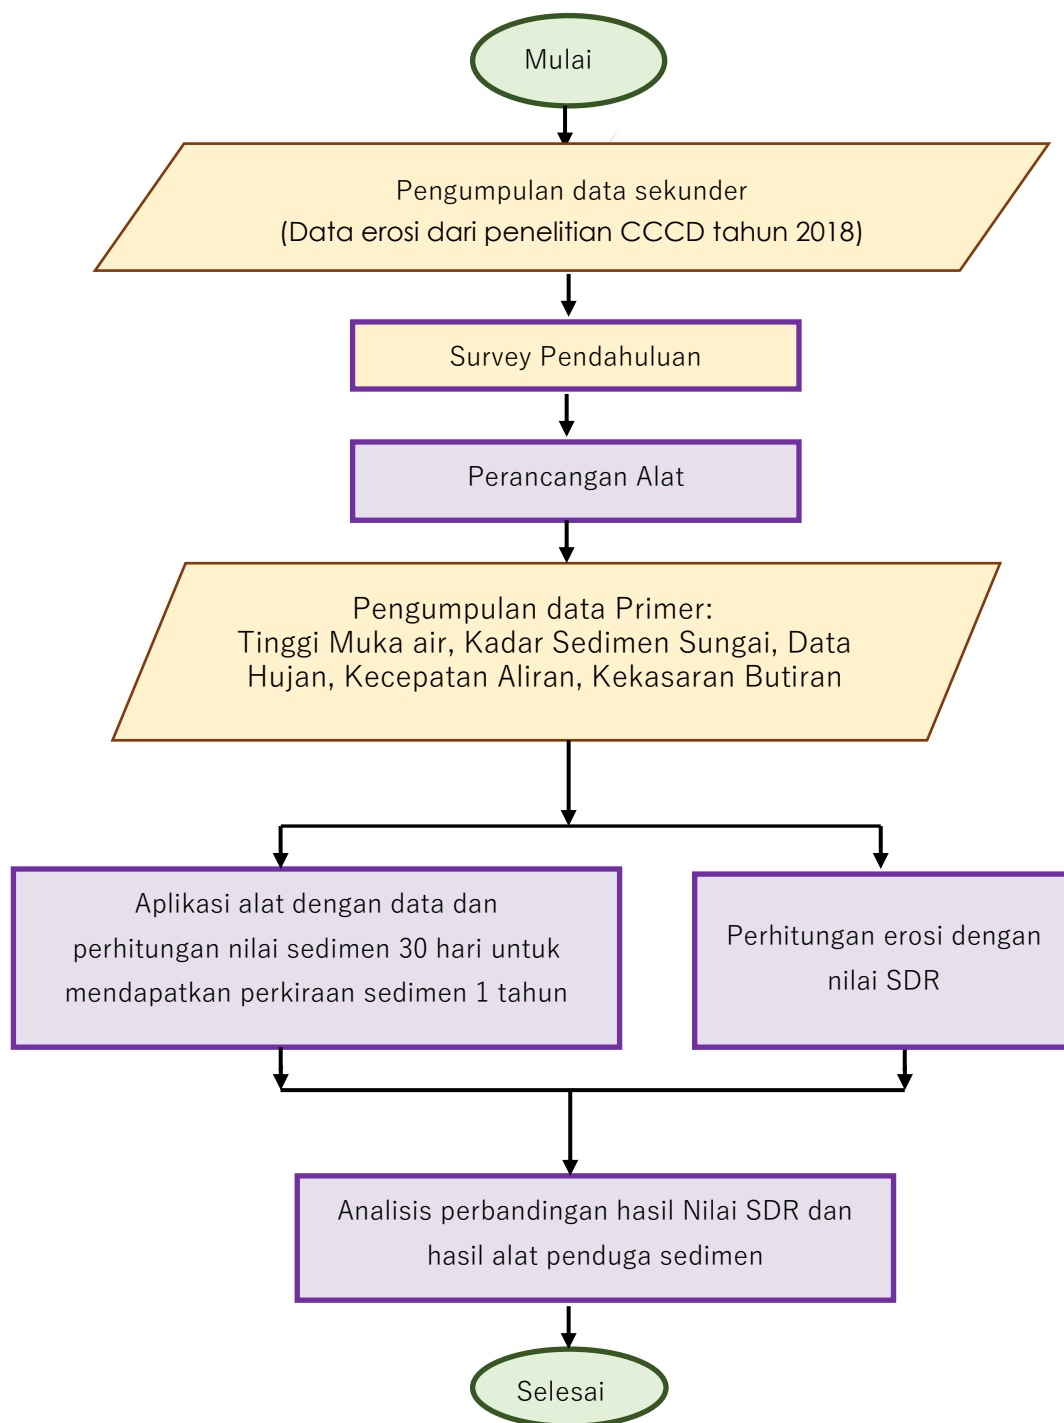 Mulai
Pengumpulan data sekunder
(Data erosi dari penelitian CCCD tahun 2018)
Survey Pendahuluan
Perancangan Alat
Pengumpulan data Primer:
Tinggi Muka air, Kadar Sedimen Sungai, Data
Hujan, Kecepatan Aliran, Kekasaran Butiran
Aplikasi alat dengan data dan
perhitungan nilai sedimen 30 hari untuk
mendapatkan perkiraan sedimen 1 tahun
Perhitungan erosi dengan
nilai SDR
Analisis perbandingan hasil Nilai SDR dan
hasil alat penduga sedimen
Selesai